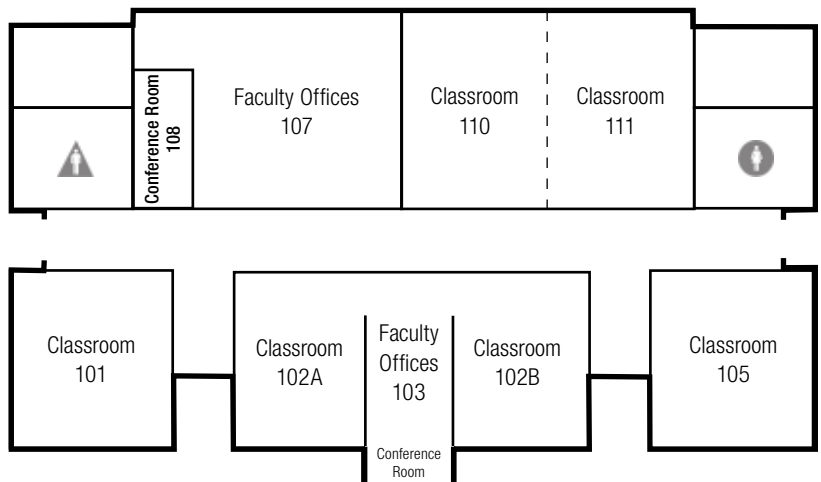 Conference Room
108
Faculty Offices
107
Classroom
110
Classroom
111
Classroom
101
Classroom
102A
Faculty
Offices
103
Conference
Room
Classroom
102B
Classroom
105